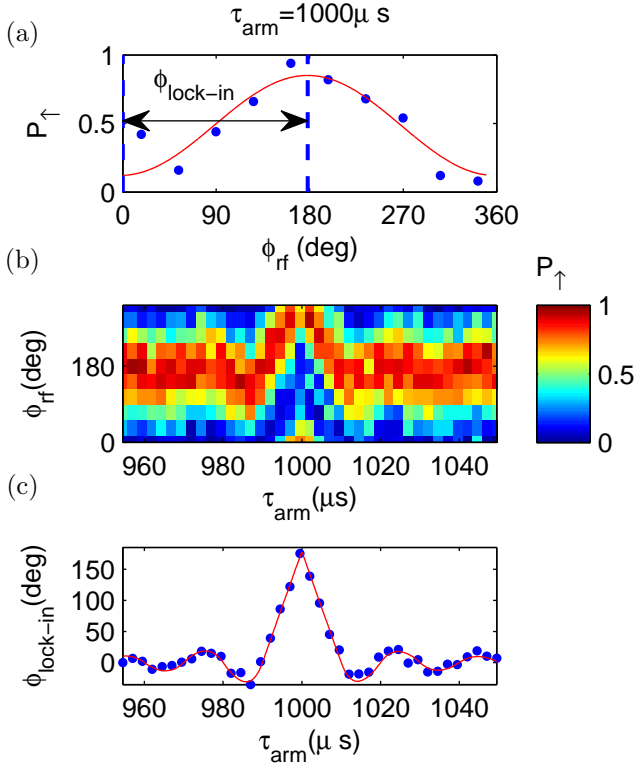 τarm=1000μ s
(a)
1
0.5
0
P↑
ϕlock−in
0 90 180 270 360
ϕrf (deg)
(b)
P↑
180
0
ϕrf(deg)
960 980 1000 1020 1040
τarm(μs)
1
0.5
0
(c)
150
100
50
0
ϕlock−in(deg)
960 980 1000 1020 1040
τarm(μ s)